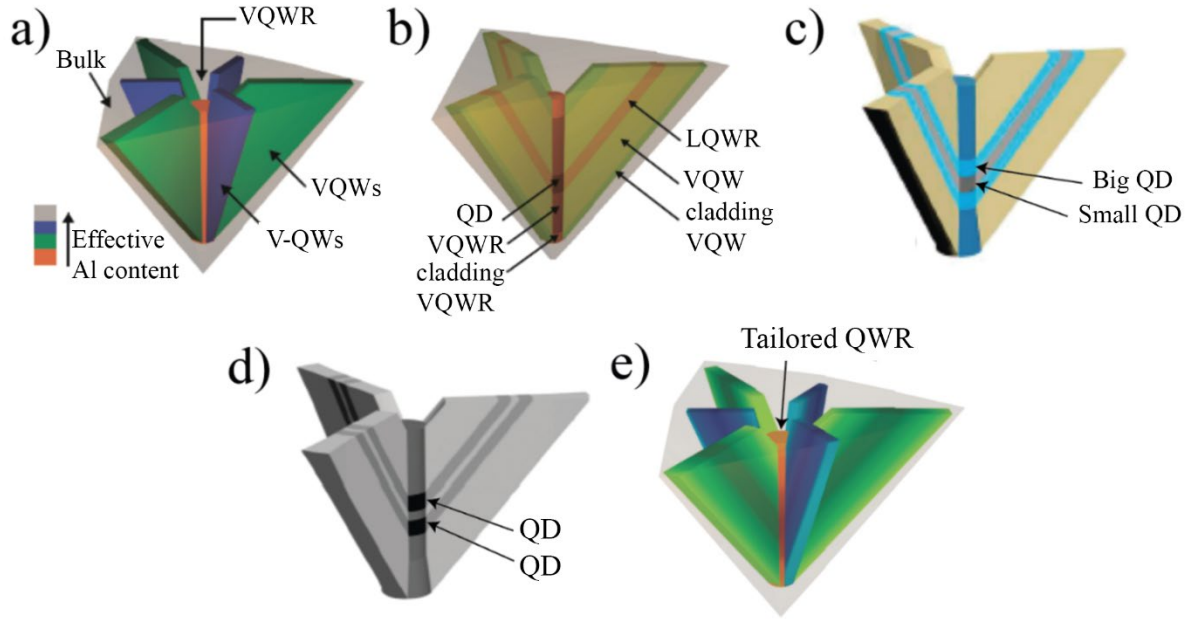 a)
VQWR
Bulk
VQWs
V-QWs
Effective
Al content
b)
LQWR
VQW
cladding
VQW
QD
VQWR
cladding
VQWR
c)
Big QD
Small QD
d)
QD
QD
e)
Tailored QWR